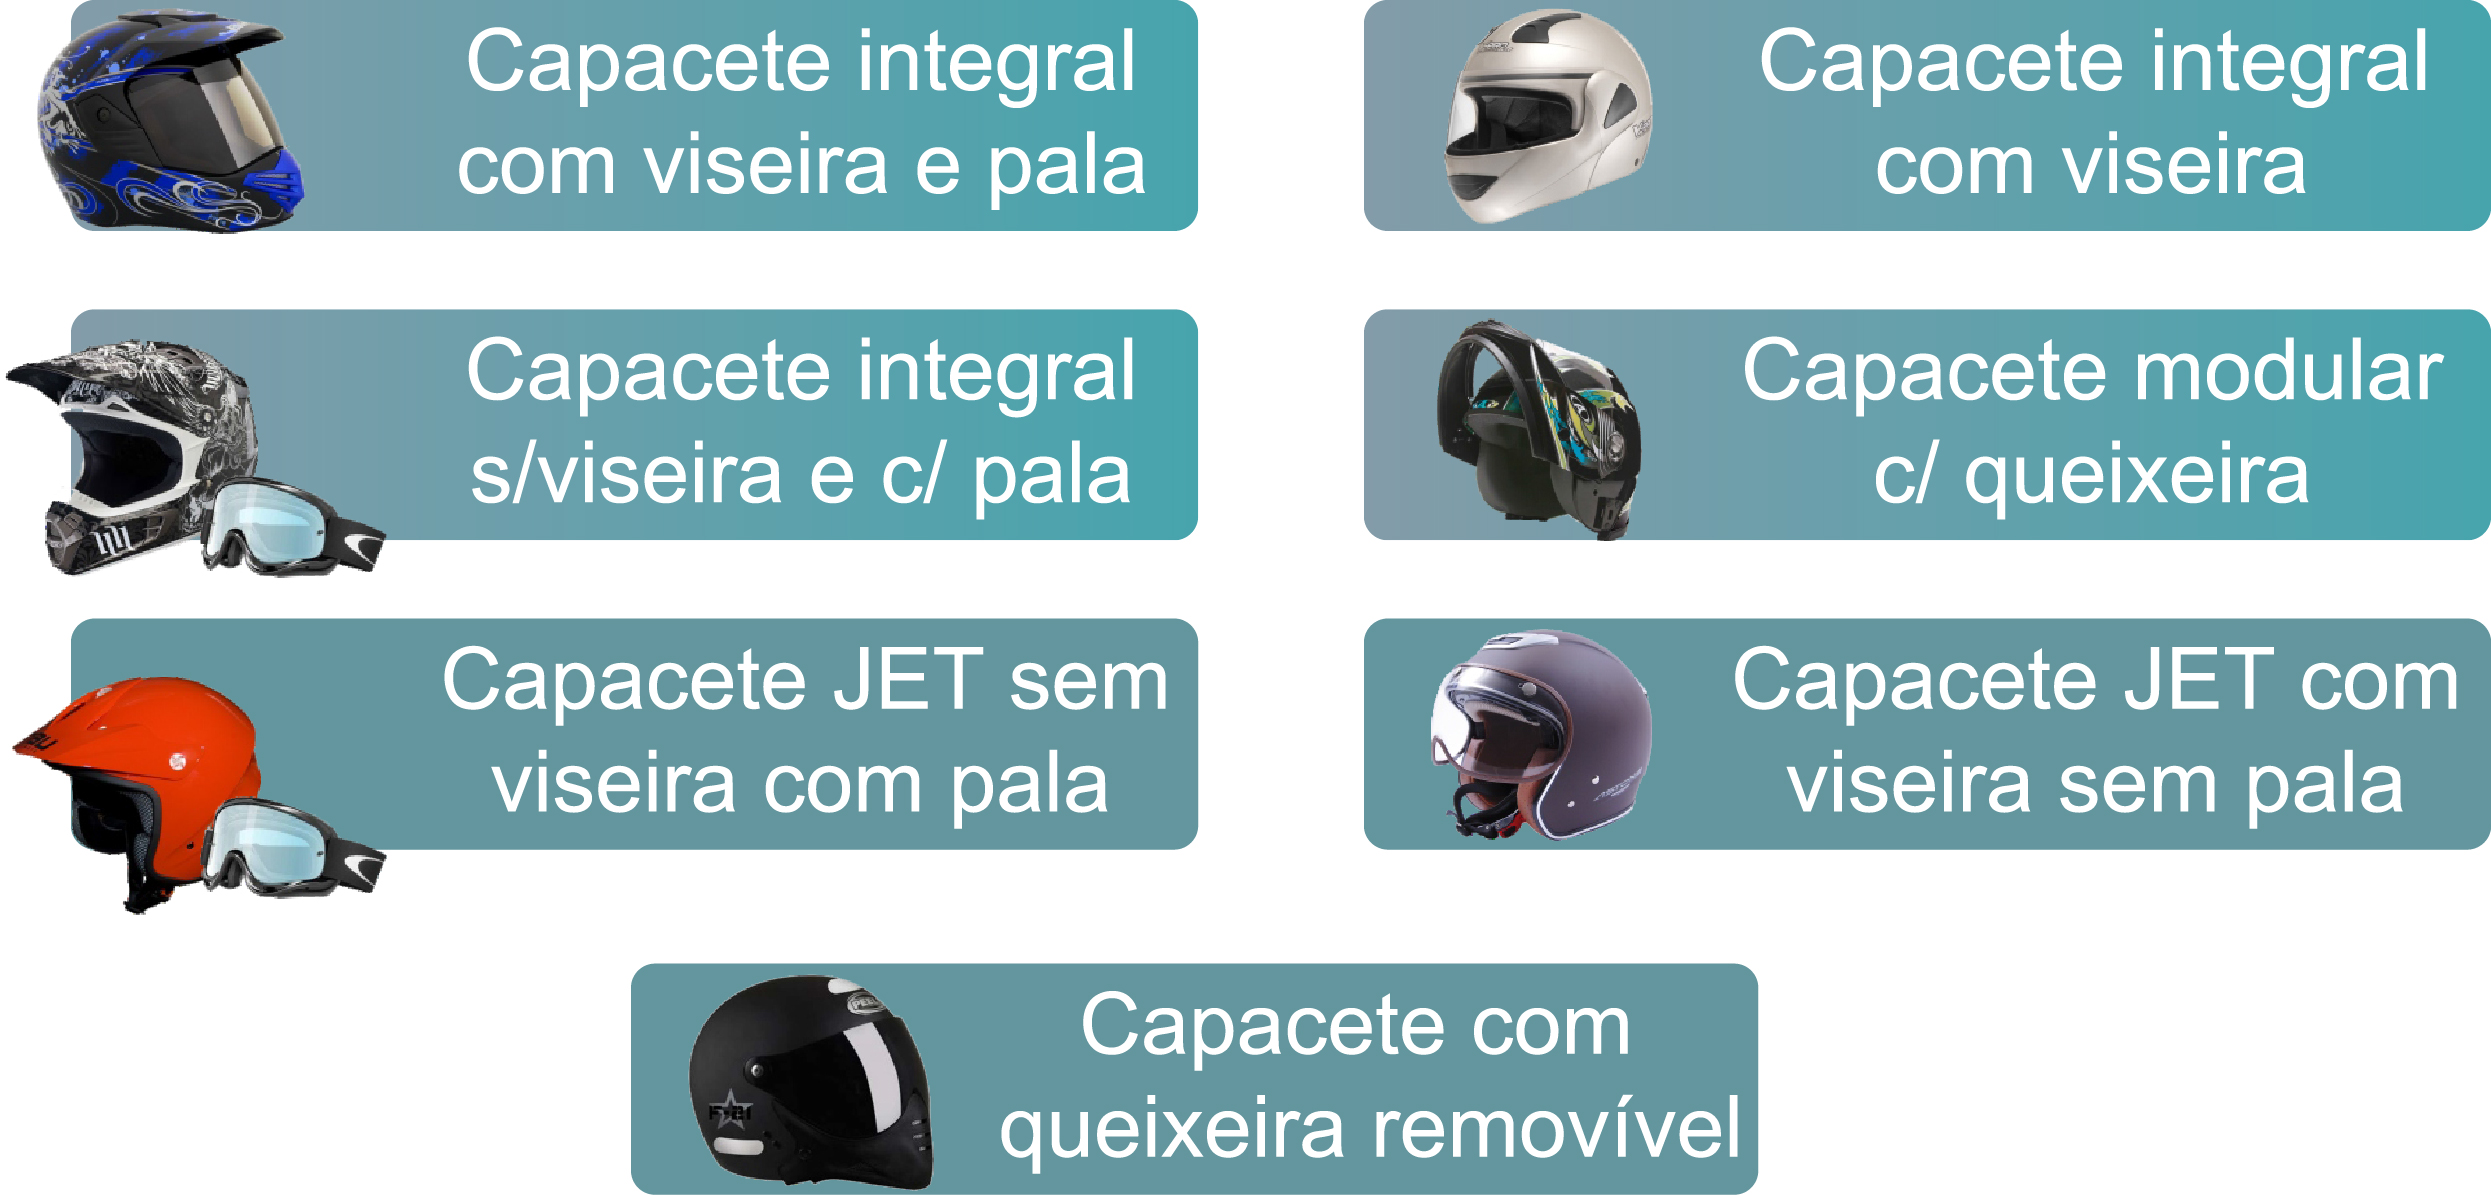 Capacete integral
com viseira e pala
Capacete integral
com viseira
Capacete integral
s/viseira e c/ pala
Capacete modular
c/ queixeira
Capacete JET sem
viseira com pala
Capacete JET com
viseira sem pala
Capacete com
queixeira removível